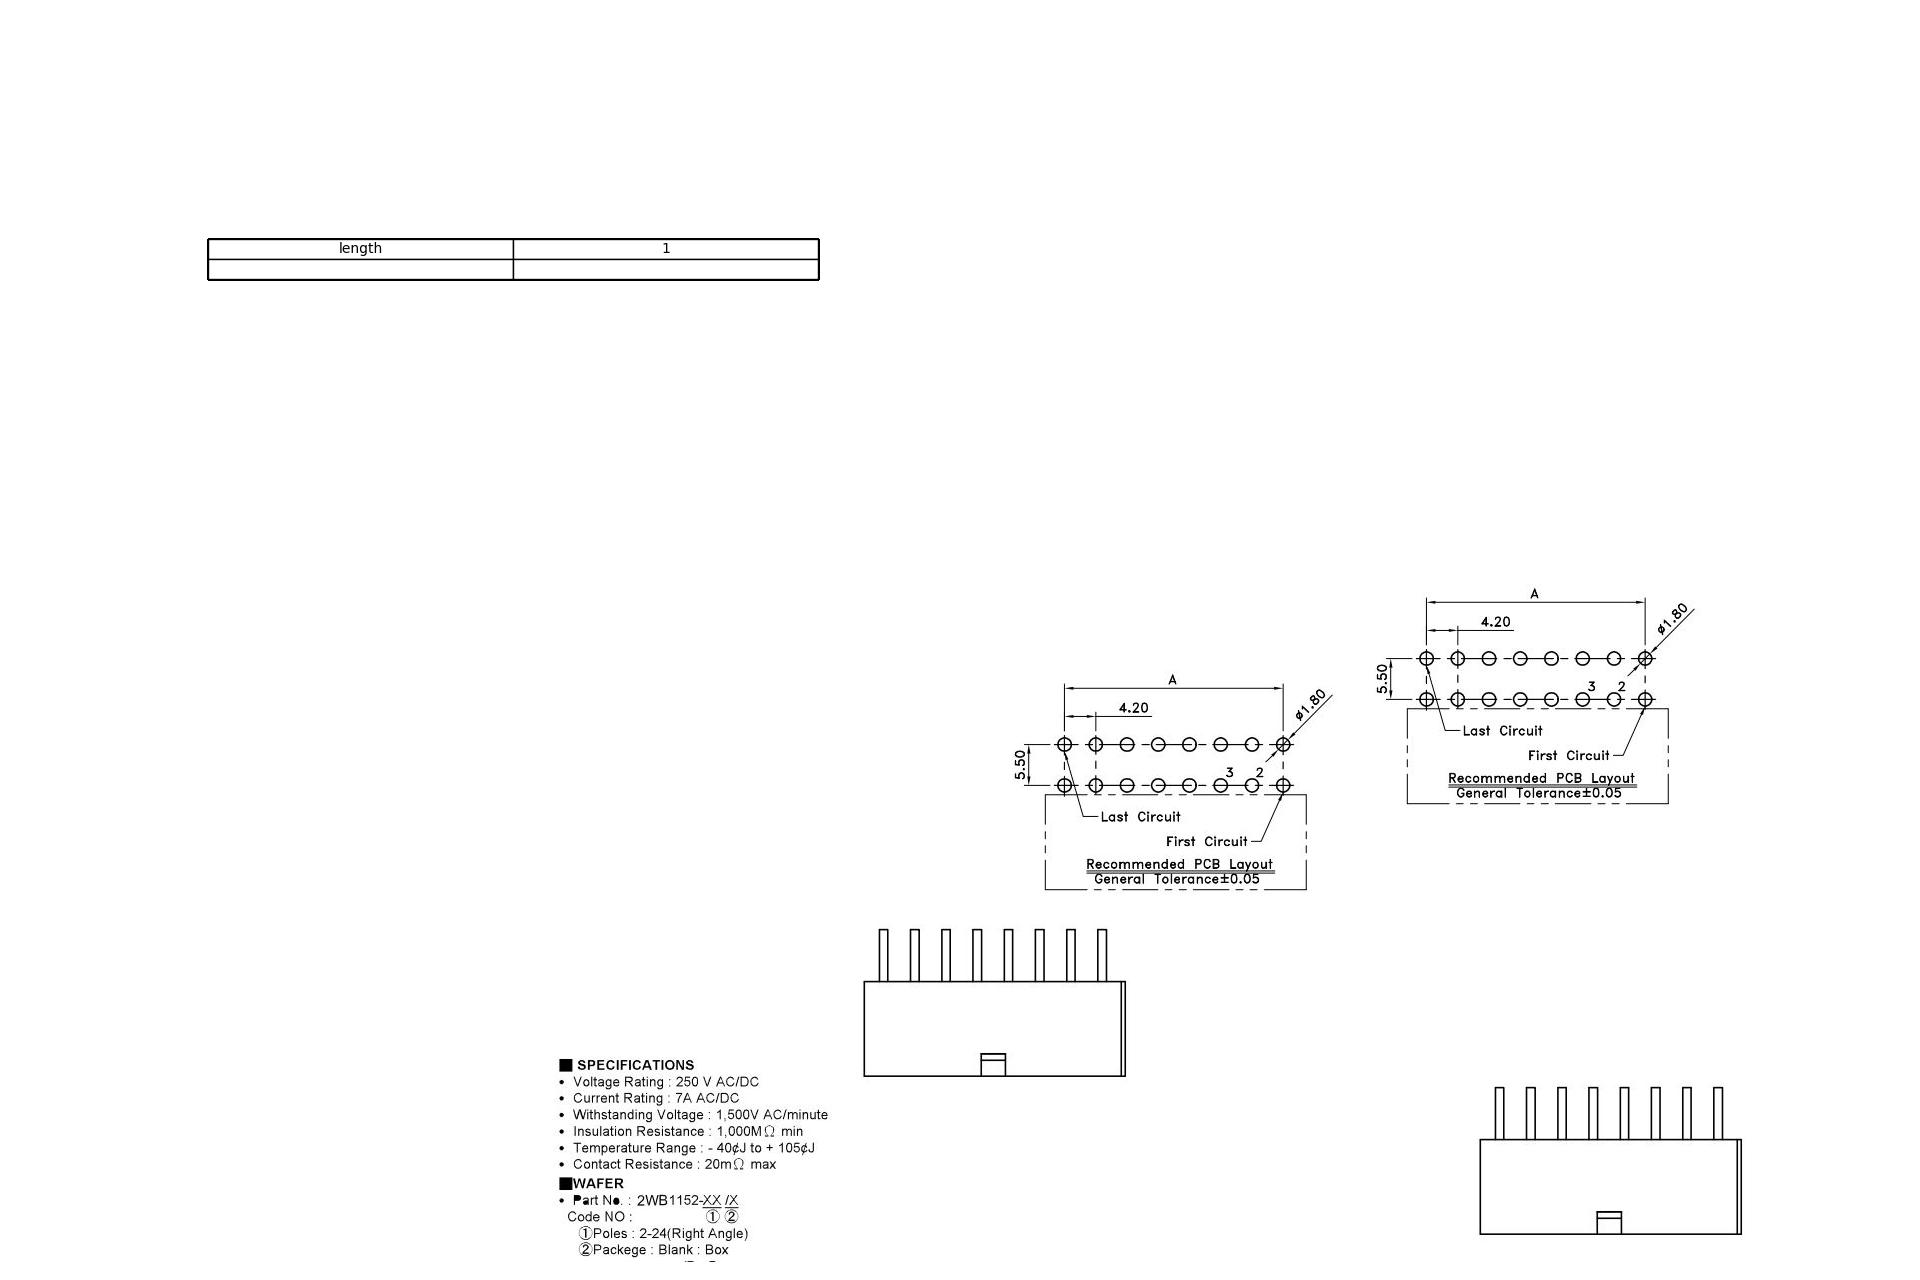 length 1
A
4.20
ø1.80
5.50
3 2
Last Circuit
First Circuit
Recommended PCB Layout
General Tolerance±0.05
A
4.20
ø1.80
5.50
3 2
Last Circuit
First Circuit
Recommended PCB Layout
General Tolerance±0.05
■ SPECIFICATIONS
• Voltage Rating : 250 V AC/DC
• Current Rating : 7A AC/DC
• Withstanding Voltage : 1,500V AC/minute
• Insulation Resistance : 1,000MΩ min
• Temperature Range : - 40¢J to + 105¢J
• Contact Resistance : 20mΩ max
■WAFER
• Part No. : 2WB1152-XX /X
Code NO : ① ②
①Poles : 2-24(Right Angle)
②Packege : Blank : Box